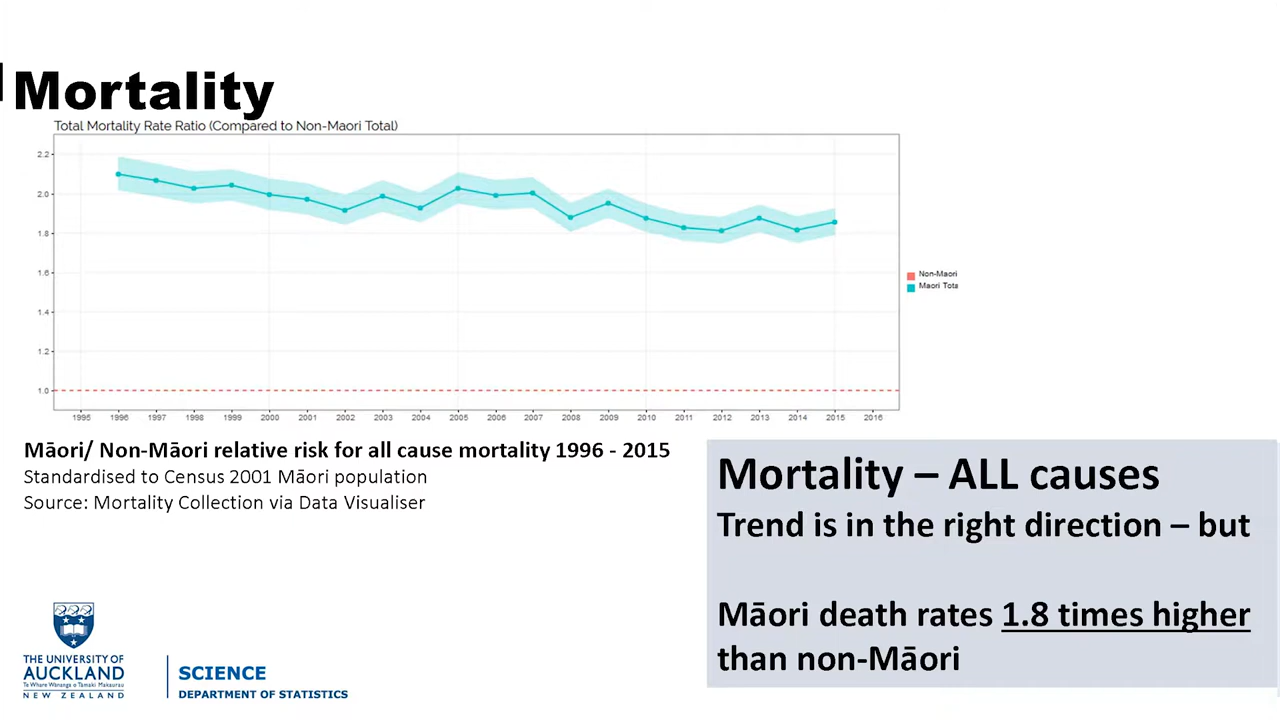 Mortality
Total Mortality Rate Ratio (Compared to Non-Maori Total)
2.2
2.0
1.8
1.6
1.4
1.2
1.0
1995 1996 1997 1998 1999 2000 2001 2002 2003 2004 2005 2006 2007 2008 2009 2010 2011 2012 2013 2014 2015 2016
Non-Maori
Maori Tota
Māori/ Non-Māori relative risk for all cause mortality 1996 - 2015
Standardised to Census 2001 Māori population
Source: Mortality Collection via Data Visualiser
Mortality – ALL causes
Trend is in the right direction – but
Māori death rates 1.8 times higher
than non-Māori
THE UNIVERSITY OF
AUCKLAND
Te Whare Wānanga o Tāmaki Makaurau
NEW ZEALAND
SCIENCE
DEPARTMENT OF STATISTICS